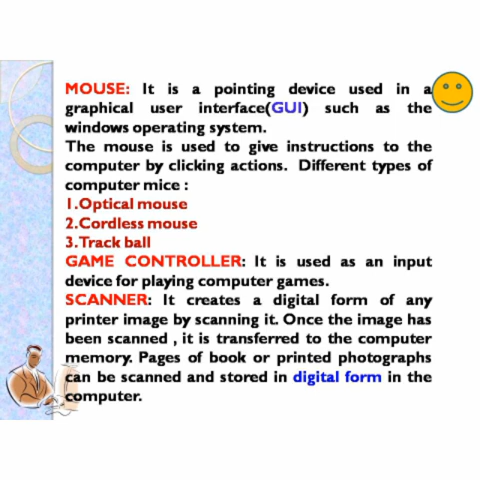 MOUSE: It is a pointing device used in a
graphical user interface(GUI) such as the
windows operating system.
The mouse is used to give instructions to the
computer by clicking actions. Different types of
computer mice :
1.Optical mouse
2.Cordless mouse
3.Track ball
GAME CONTROLLER: It is used as an input
device for playing computer games.
SCANNER: It creates a digital form of any
printer image by scanning it. Once the image has
been scanned , it is transferred to the computer
memory. Pages of book or printed photographs
can be scanned and stored in digital form in the
computer.